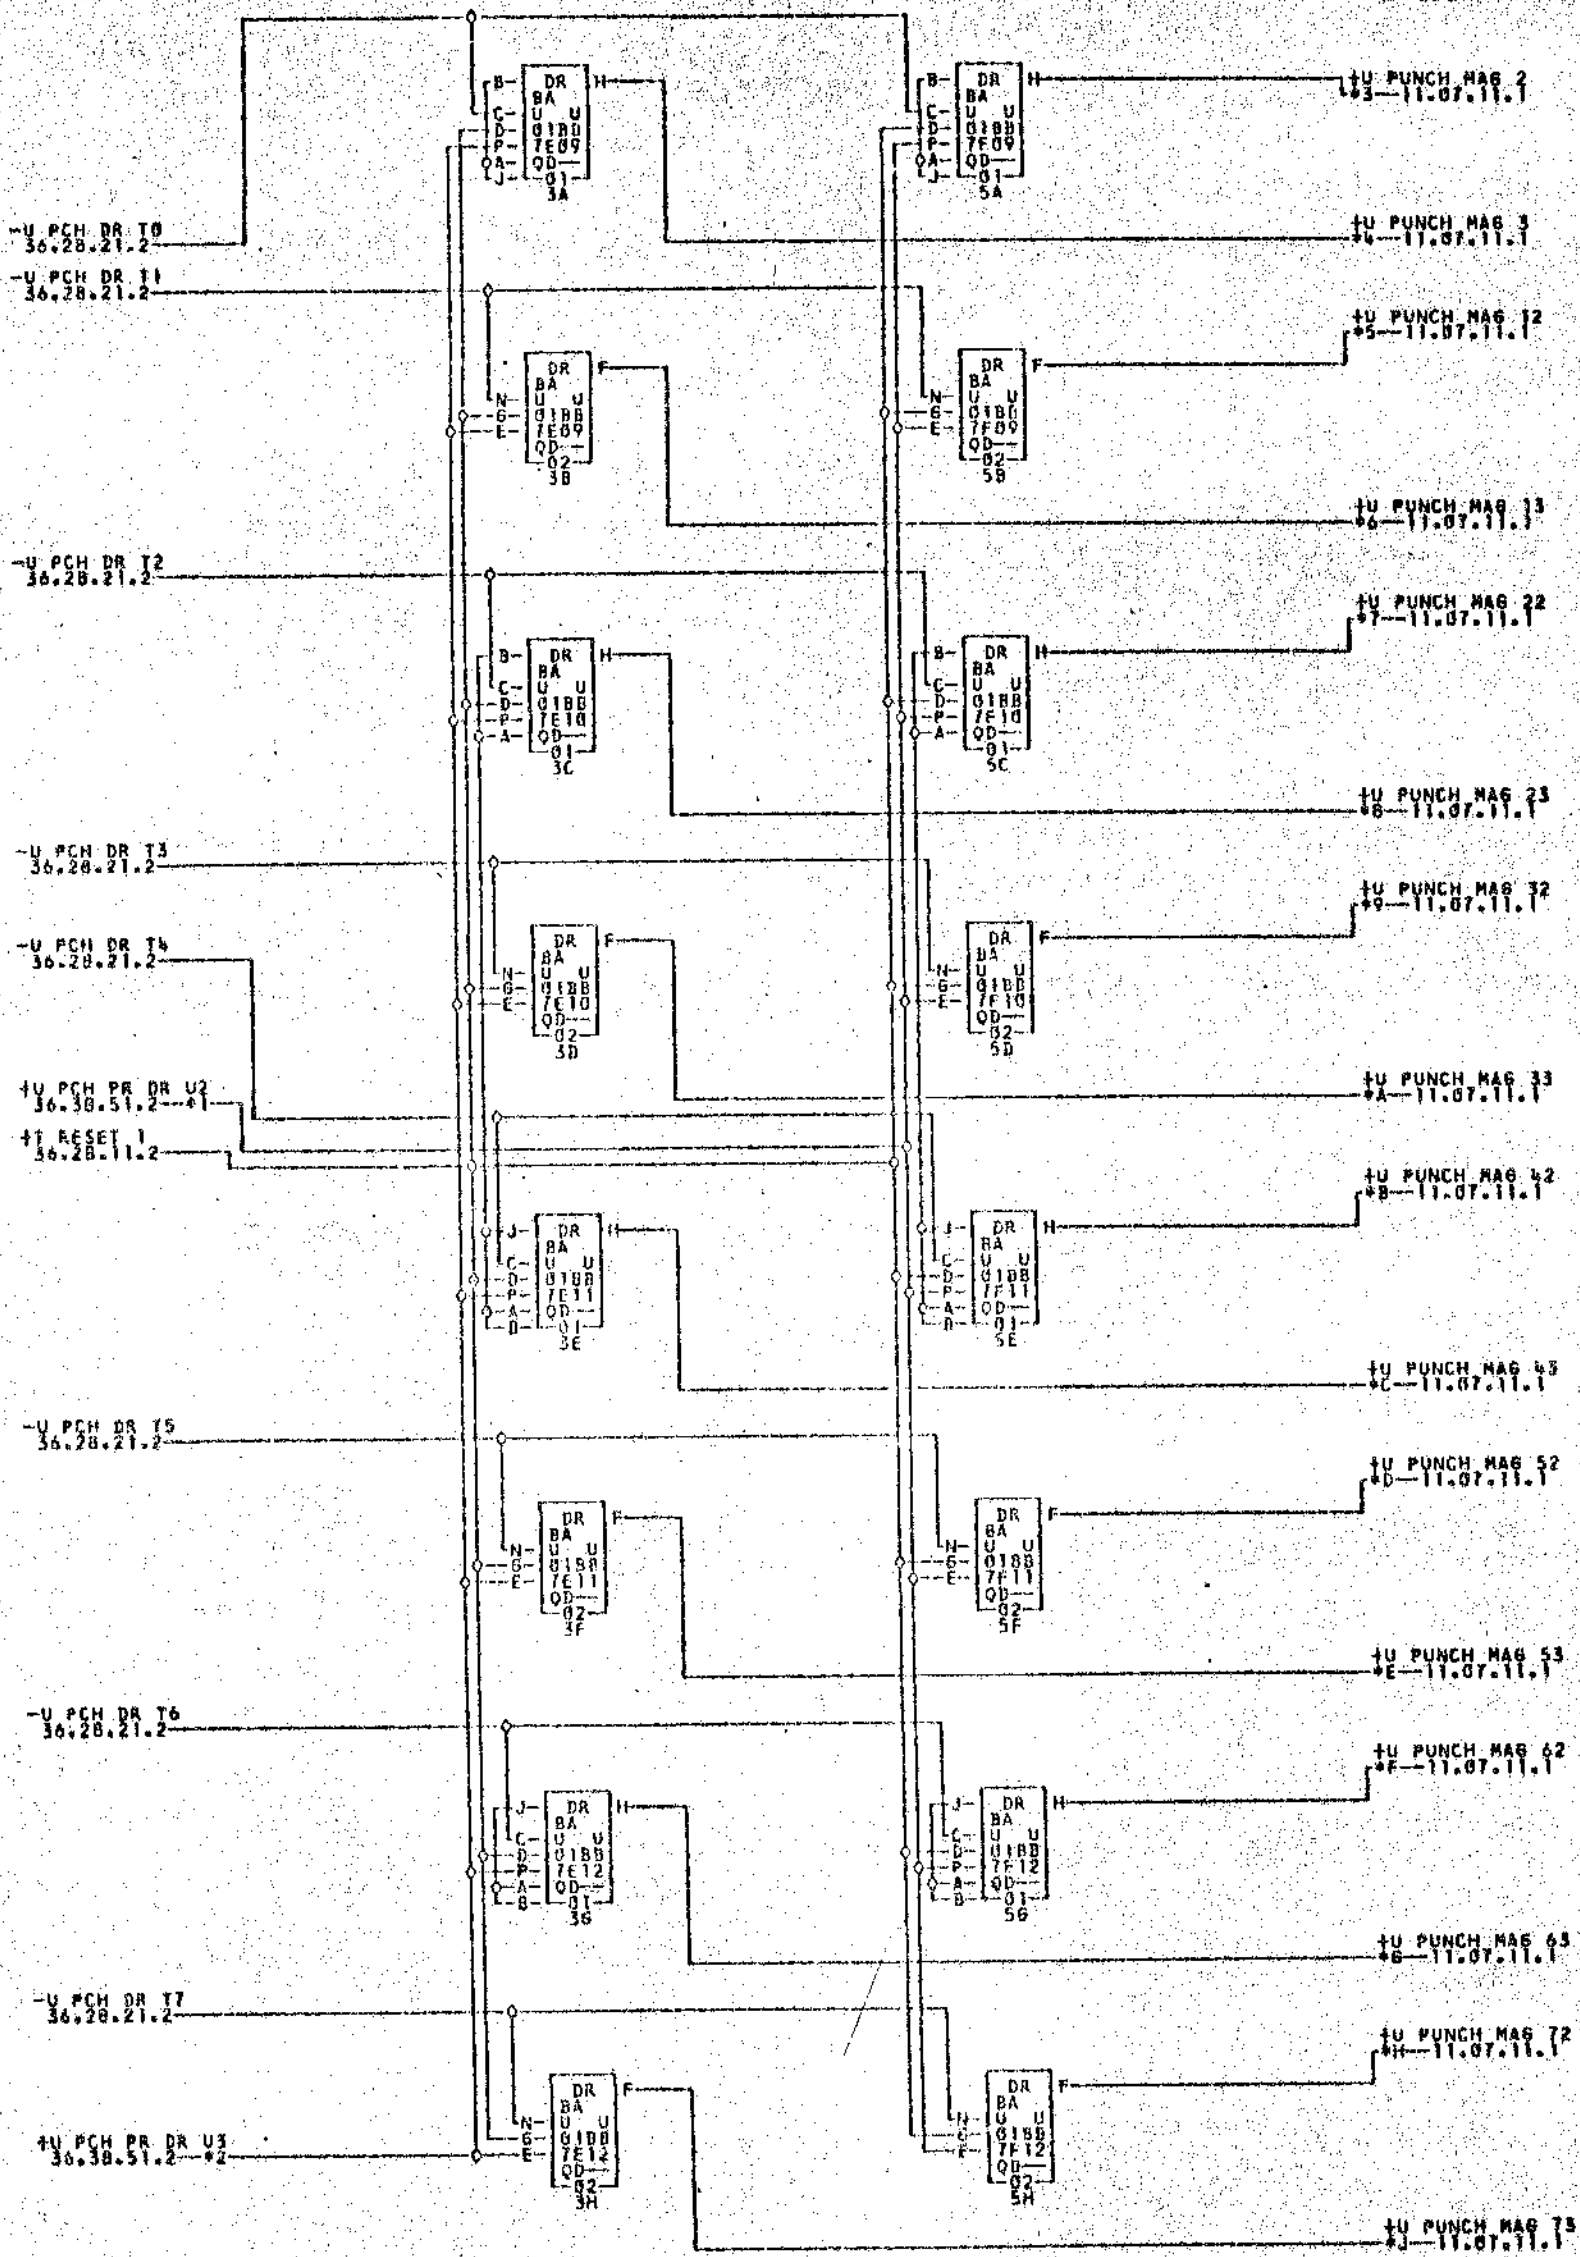 -U PCH DR T0
36.28.21.2
-U PCH DR T1
36.28.21.2
-U PCH DR T2
36.28.21.2
-U PCH DR T3
36.28.21.2
-U PCH DR T4
36.28.21.2
+U PCH PR DR U2
36.38.51.2--*1
+T RESET 1
36.28.11.2
-U PCH DR T5
36.28.21.2
-U PCH DR T6
36.28.21.2
-U PCH DR T7
36.28.21.2
+U PCH PR DR U3
36.38.51.2--*2
B- DR H
BA
C- U U
D- 01BB
P- 7E09
A- QD--
J- 01
3A
DR F
BA
N- U U
G- 01BB
E- 7E09
QD--
02
3B
B- DR H
BA
C- U U
D- 01BB
P- 7E10
A- QD--
01
3C
DR F
BA
N- U U
G- 01BB
E- 7E10
QD--
02
3D
J- DR H
BA
C- U U
D- 01BB
P- 7E11
A- QD--
B- 01
3E
DR F
BA
N- U U
G- 01BB
E- 7E11
QD--
02
3F
J- DR H
BA
C- U U
D- 01BB
P- 7E12
A- QD--
B- 01
3G
DR F
BA
N- U U
G- 01BB
E- 7E12
QD--
02
3H
B- DR H
BA
C- U U
D- 01BB
P- 7F09
A- QD--
J- 01
5A
DR F
BA
N- U U
G- 01BB
E- 7F09
QD--
02
5B
B- DR H
BA
C- U U
D- 01BB
P- 7F10
A- QD--
01
5C
DR F
BA
N- U U
G- 01BB
E- 7F10
QD--
02
5D
J- DR H
BA
C- U U
D- 01BB
P- 7F11
A- QD--
B- 01
5E
DR F
BA
N- U U
G- 01BB
E- 7F11
QD--
02
5F
J- DR H
BA
C- U U
D- 01BB
P- 7F12
A- QD--
B- 01
5G
DR F
BA
N- U U
G- 01BB
E- 7F12
QD--
02
5H
+U PUNCH MAG 2
*3--11.07.11.1
+U PUNCH MAG 3
*4--11.07.11.1
+U PUNCH MAG 12
*5--11.07.11.1
+U PUNCH MAG 13
*6--11.07.11.1
+U PUNCH MAG 22
*7--11.07.11.1
+U PUNCH MAG 23
*8--11.07.11.1
+U PUNCH MAG 32
*9--11.07.11.1
+U PUNCH MAG 33
*A--11.07.11.1
+U PUNCH MAG 42
*B--11.07.11.1
+U PUNCH MAG 43
*C--11.07.11.1
+U PUNCH MAG 52
*D--11.07.11.1
+U PUNCH MAG 53
*E--11.07.11.1
+U PUNCH MAG 62
*F--11.07.11.1
+U PUNCH MAG 63
*G--11.07.11.1
+U PUNCH MAG 72
*H--11.07.11.1
+U PUNCH MAG 73
*J--11.07.11.1